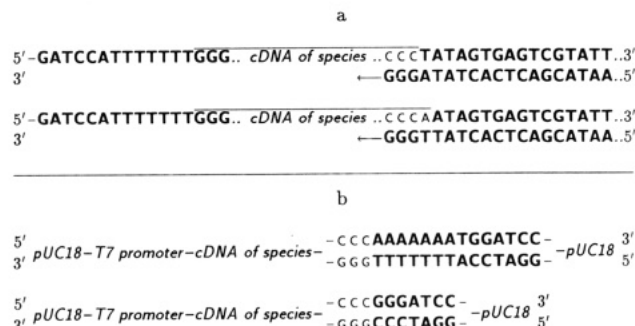 a
5′-GATCCATTTTTTTGGG.. cDNA of species ..CCCTATAGTGAGTCGTATT..3′
3′ ←GGGATATCACTCAGCATAA..5′
5′-GATCCATTTTTTTGGG.. cDNA of species ..CCCAATAGTGAGTCGTATT..3′
3′ ←GGGTTATCACTCAGCATAA..5′
b
5′ -CCCAAAAAAATGGATCC- 3′
pUC18-T7 promoter-cDNA of species- -pUC18
3′ -GGGTTTTTTTACCTAGG- 5′
5′ -CCCGGGATCC- 3′
pUC18-T7 promoter-cDNA of species- -pUC18
3′ -GGGCCCTAGG- 5′